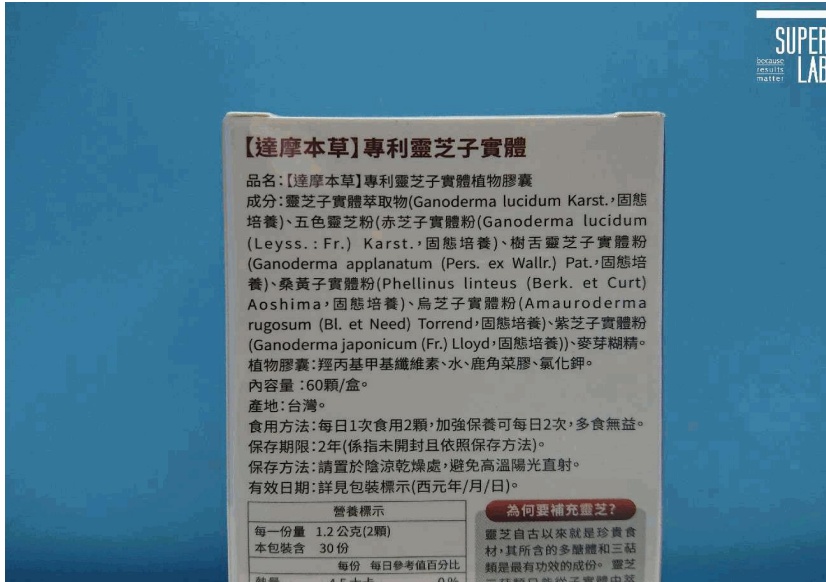 SUPER
LAB
because
results
matter
【達摩本草】專利靈芝子實體
品名：【達摩本草】專利靈芝子實體植物膠囊
成分：靈芝子實體萃取物(Ganoderma lucidum Karst.，固態
培養)、五色靈芝粉(赤芝子實體粉(Ganoderma lucidum
(Leyss. : Fr.) Karst.，固態培養)、樹舌靈芝子實體粉
(Ganoderma applanatum (Pers. ex Wallr.) Pat.，固態培
養)、桑黃子實體粉(Phellinus linteus (Berk. et Curt)
Aoshima，固態培養)、烏芝子實體粉(Amauroderma
rugosum (Bl. et Need) Torrend，固態培養)、紫芝子實體粉
(Ganoderma japonicum (Fr.) Lloyd，固態培養))、麥芽糊精。
植物膠囊：羥丙基甲基纖維素、水、鹿角菜膠、氯化鉀。
內容量：60顆/盒。
產地：台灣。
食用方法：每日1次食用2顆，加強保養可每日2次，多食無益。
保存期限：2年(係指未開封且依照保存方法)。
保存方法：請置於陰涼乾燥處，避免高溫陽光直射。
有效日期：詳見包裝標示(西元年/月/日)。
營養標示
每一份量 1.2公克(2顆)
本包裝含 30份
每份 每日參考值百分比
熱量 4.5大卡 0%
為何要補充靈芝？
靈芝自古以來就是珍貴食
材，其所含的多醣體和三萜
類是最有功效的成份。靈芝